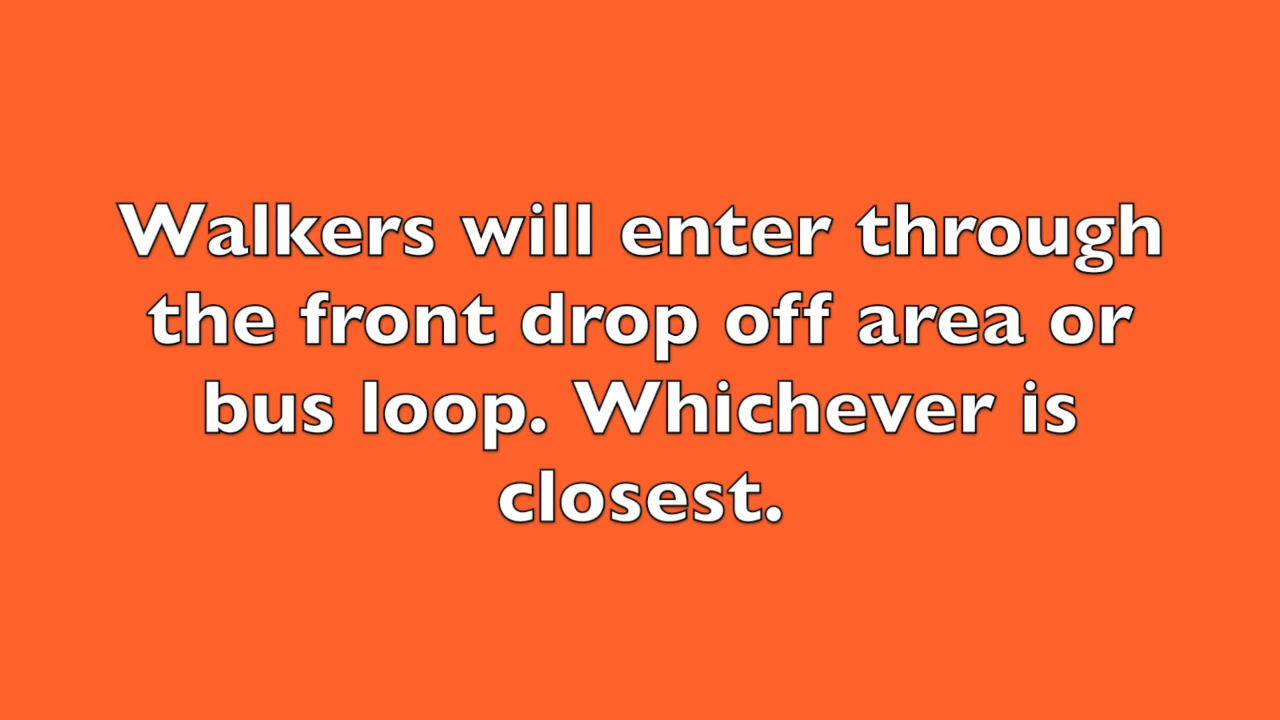 Walkers will enter through
the front drop off area or
bus loop. Whichever is
closest.